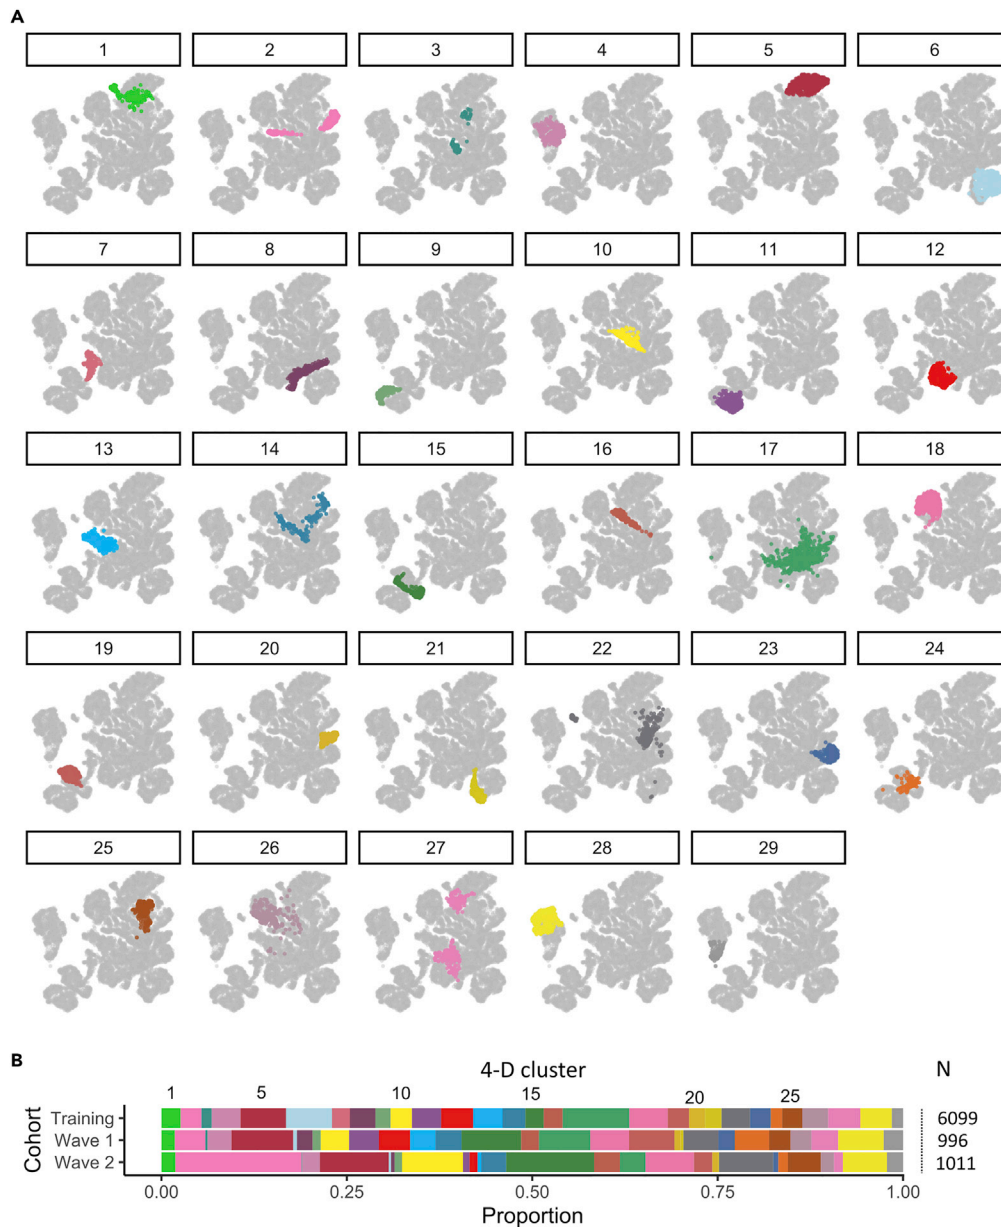 A
1 2 3 4 5 6
7 8 9 10 11 12
13 14 15 16 17 18
19 20 21 22 23 24
25 26 27 28 29
B
4-D cluster N
1 5 10 15 20 25
Cohort
Training 6099
Wave 1 996
Wave 2 1011
0.00 0.25 0.50 0.75 1.00
Proportion